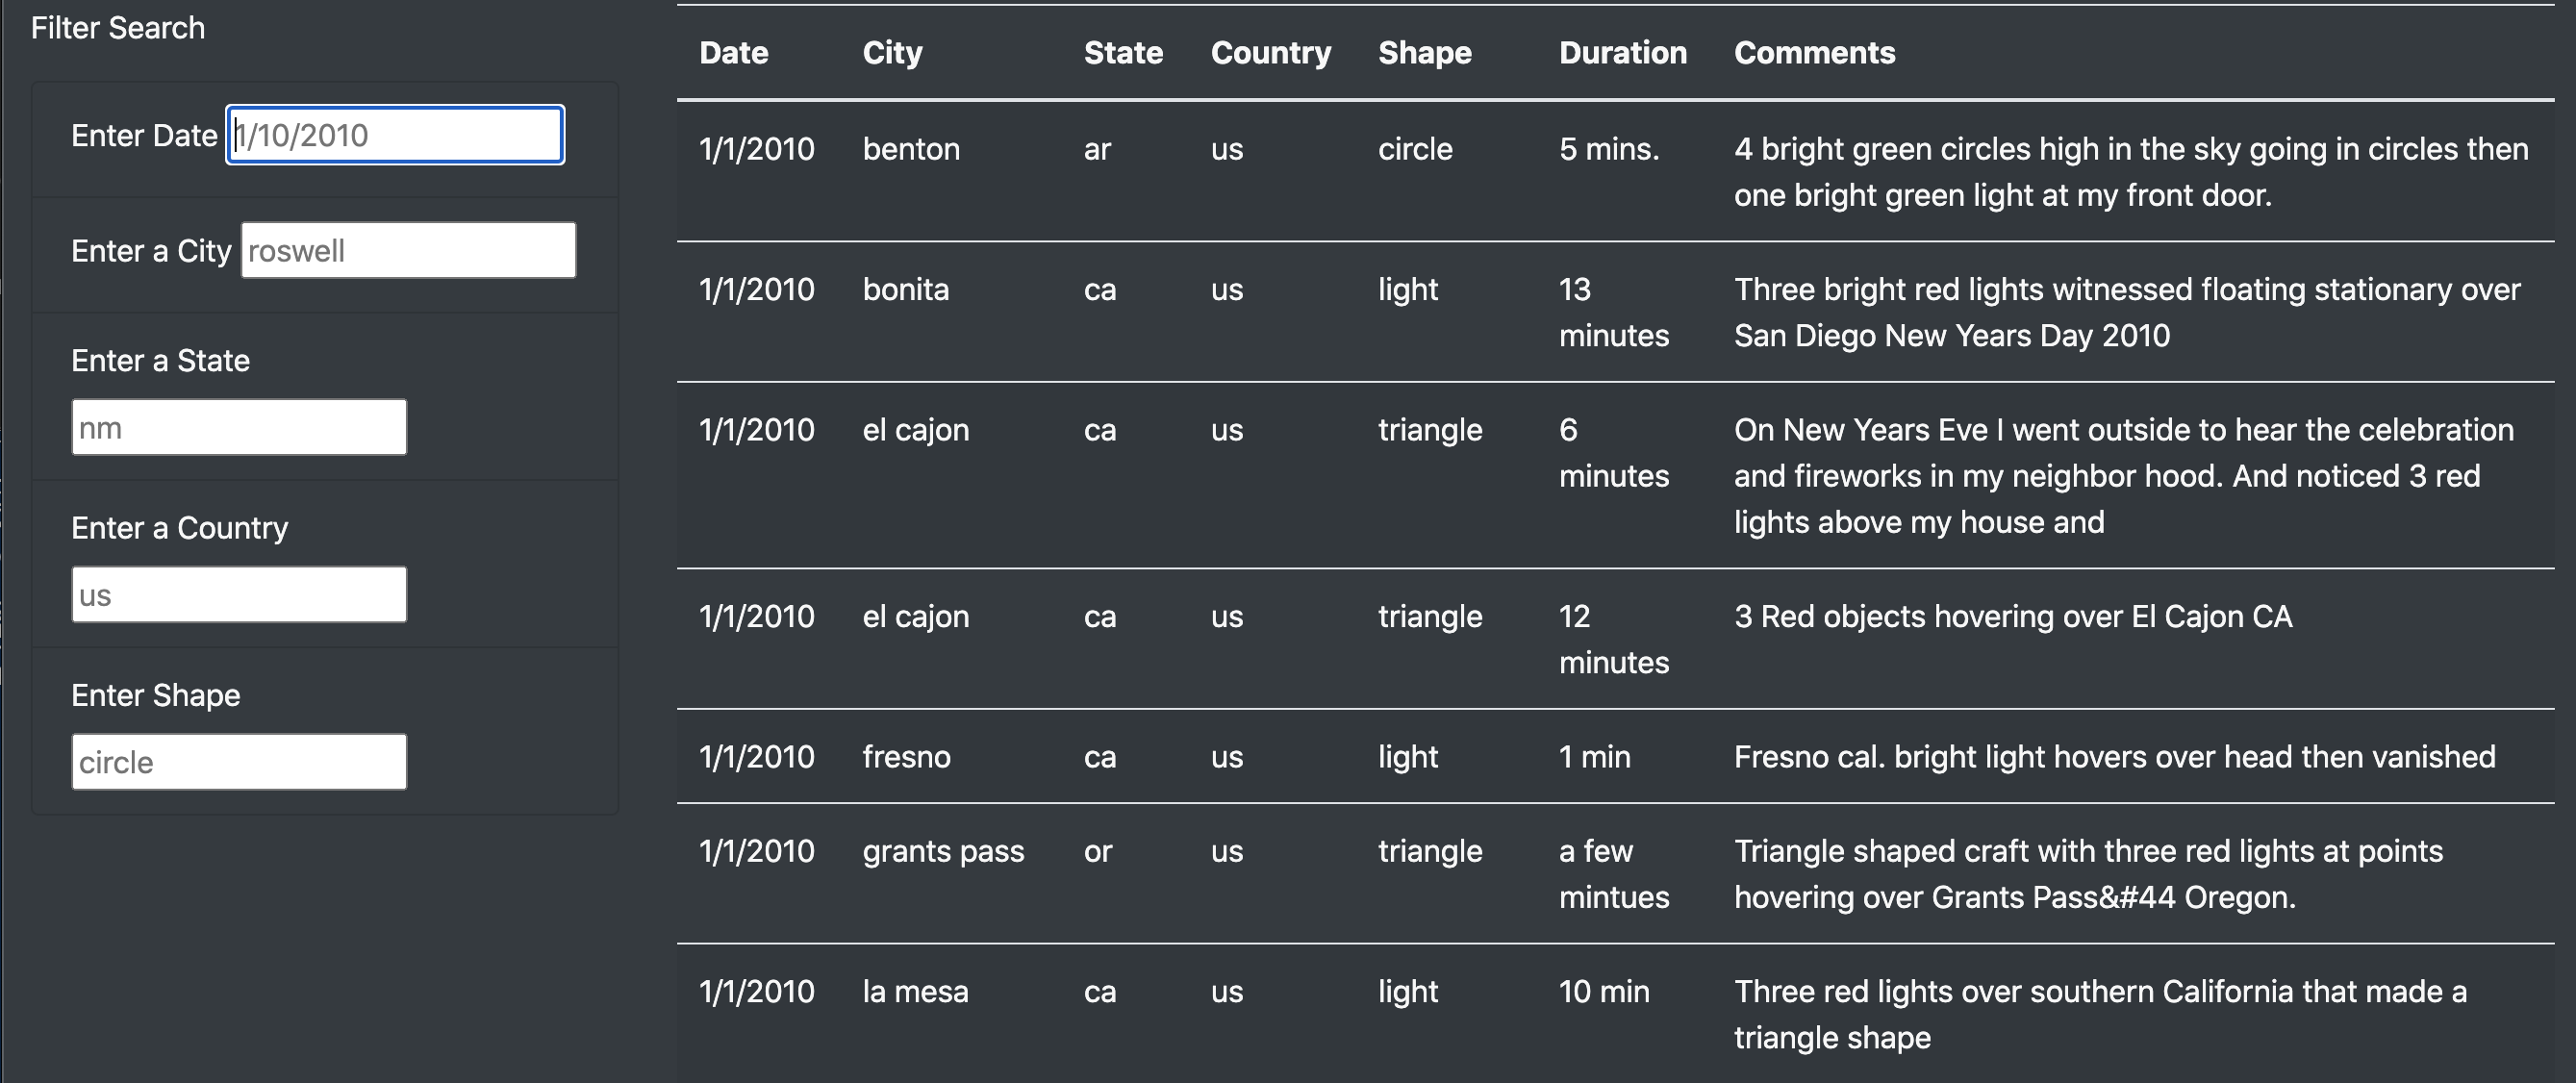 Filter Search
Enter Date 1/10/2010
Enter a City roswell
Enter a State
nm
Enter a Country
us
Enter Shape
circle
Date City State Country Shape Duration Comments
1/1/2010 benton ar us circle 5 mins. 4 bright green circles high in the sky going in circles then
one bright green light at my front door.
1/1/2010 bonita ca us light 13 Three bright red lights witnessed floating stationary over
minutes San Diego New Years Day 2010
1/1/2010 el cajon ca us triangle 6 On New Years Eve I went outside to hear the celebration
minutes and fireworks in my neighbor hood. And noticed 3 red
lights above my house and
1/1/2010 el cajon ca us triangle 12 3 Red objects hovering over El Cajon CA
minutes
1/1/2010 fresno ca us light 1 min Fresno cal. bright light hovers over head then vanished
1/1/2010 grants pass or us triangle a few Triangle shaped craft with three red lights at points
mintues hovering over Grants Pass&#44 Oregon.
1/1/2010 la mesa ca us light 10 min Three red lights over southern California that made a
triangle shape